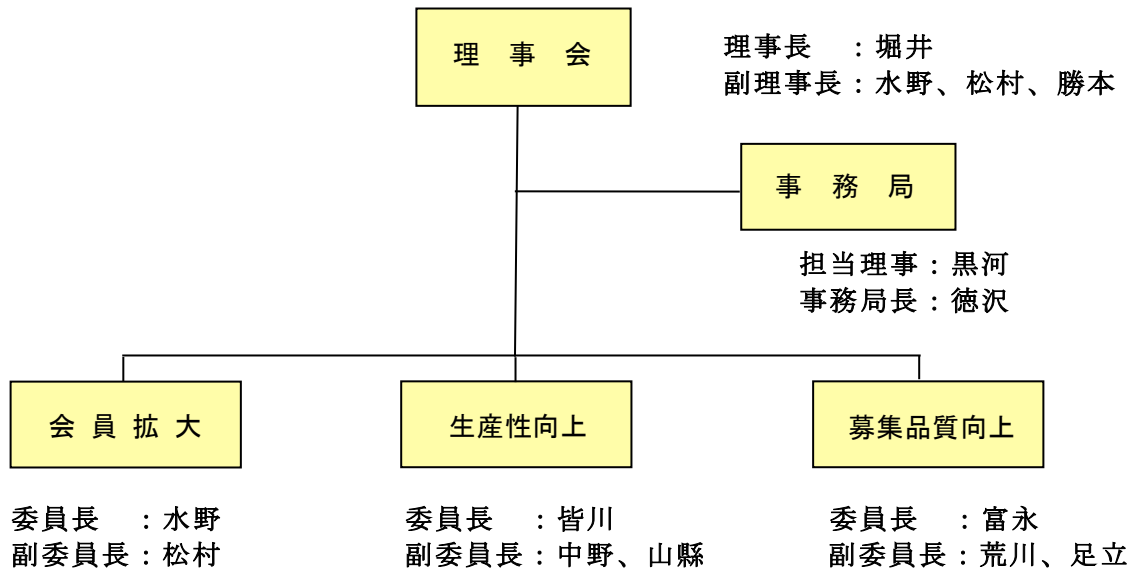 理　事　会
理事長　：堀井
副理事長：水野、松村、勝本
事　務　局
担当理事：黒河
事務局長：徳沢
会 員 拡 大
生産性向上
募集品質向上
委員長　：水野
副委員長：松村
委員長　：皆川
副委員長：中野、山縣
委員長　：富永
副委員長：荒川、足立